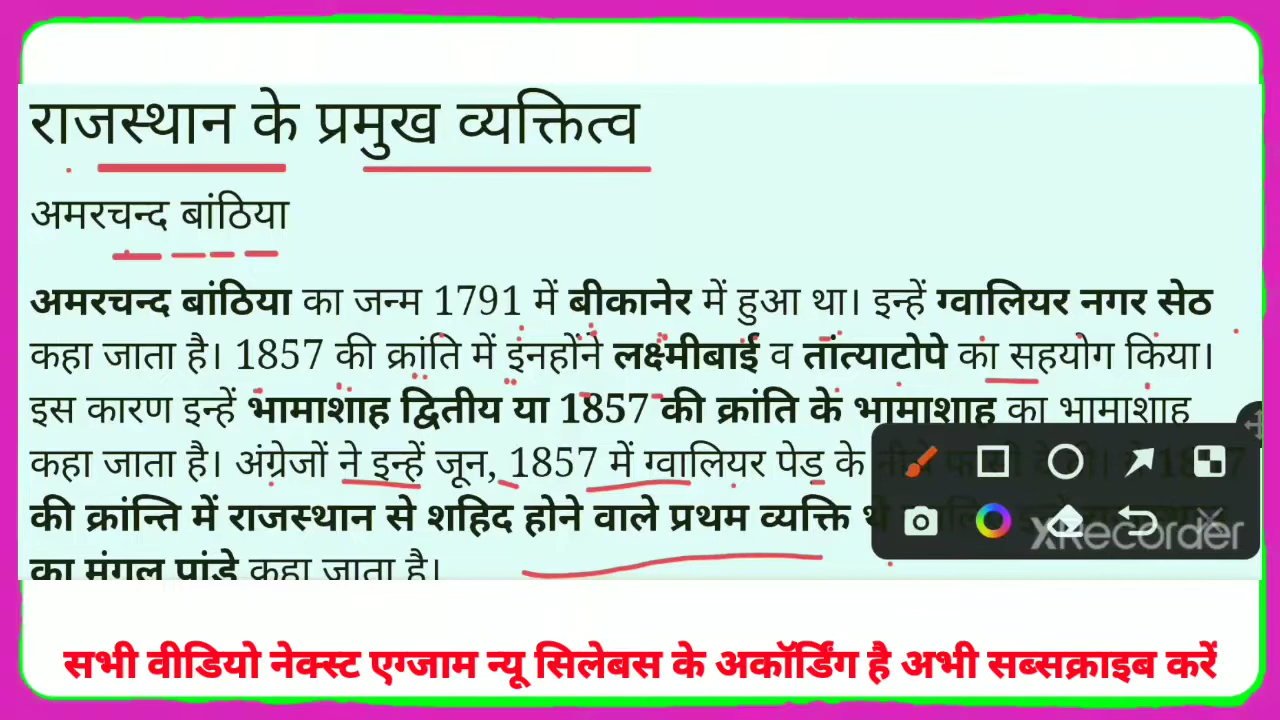 राजस्थान के प्रमुख व्यक्तित्व
अमरचन्द बांठिया
अमरचन्द बांठिया का जन्म 1791 में बीकानेर में हुआ था। इन्हें ग्वालियर नगर सेठ
कहा जाता है। 1857 की क्रांति में इनहोंने लक्ष्मीबाई व तांत्याटोपे का सहयोग किया।
इस कारण इन्हें भामाशाह द्वितीय या 1857 की क्रांति के भामाशाह का भामाशाह
कहा जाता है। अंग्रेजों ने इन्हें जून, 1857 में ग्वालियर पेड के
की क्रांन्ति में राजस्थान से शहिद होने वाले प्रथम व्यक्ति थे
का मंगल पांडे कहा जाता है।
XRecorder
सभी वीडियो नेक्स्ट एग्जाम न्यू सिलेबस के अकॉर्डिंग है अभी सब्सक्राइब करें